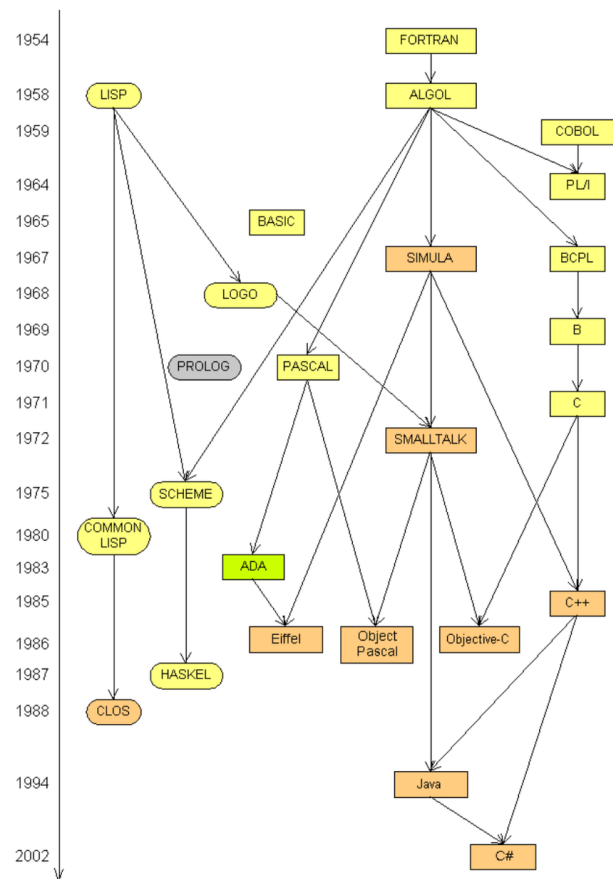 1954
FORTRAN
1958
LISP
ALGOL
1959
COBOL
1964
PL/I
1965
BASIC
1967
SIMULA
BCPL
1968
LOGO
1969
B
1970
PROLOG
PASCAL
1971
C
1972
SMALLTALK
1975
SCHEME
1980
COMMON
LISP
1983
ADA
1985
C++
1986
Eiffel
Object
Pascal
Objective-C
1987
HASKEL
1988
CLOS
1994
Java
2002
C#